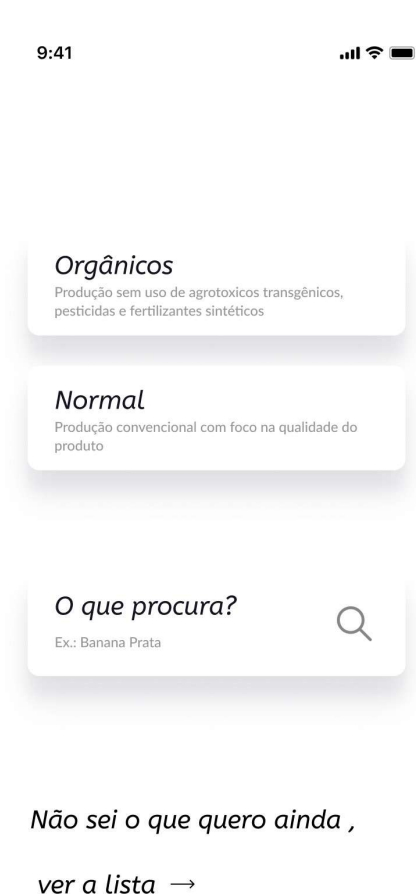 9:41
Orgânicos
Produção sem uso de agrotoxicos transgênicos,
pesticidas e fertilizantes sintéticos
Normal
Produção convencional com foco na qualidade do
produto
O que procura?
Ex.: Banana Prata
Não sei o que quero ainda ,
ver a lista →